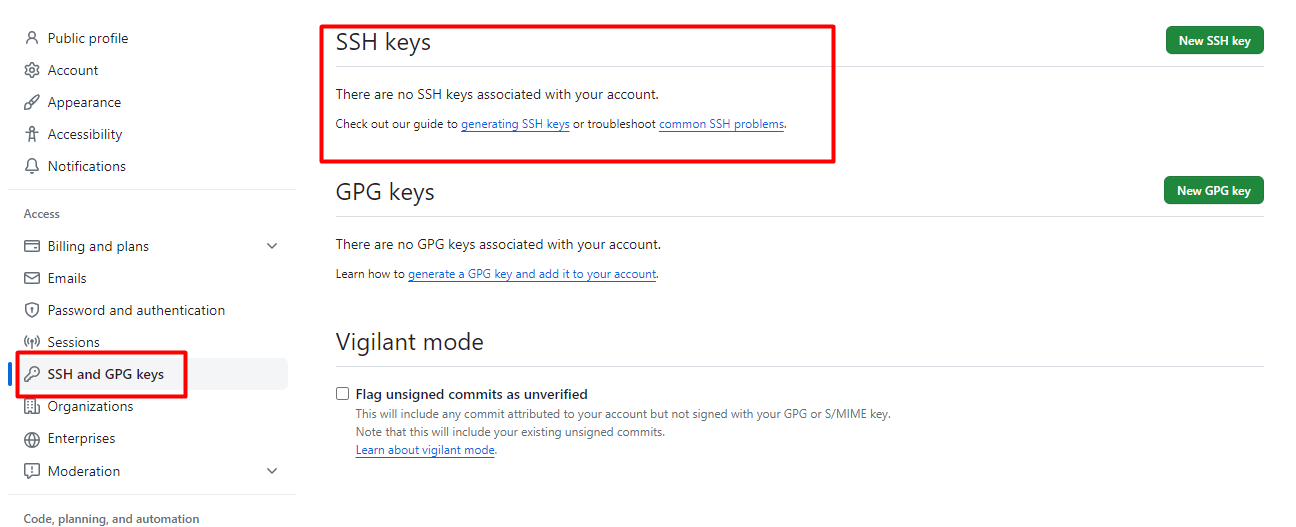 Public profile
Account
Appearance
Accessibility
Notifications
Access
Billing and plans
Emails
Password and authentication
Sessions
SSH and GPG keys
Organizations
Enterprises
Moderation
Code, planning, and automation
SSH keys
New SSH key
There are no SSH keys associated with your account.
Check out our guide to generating SSH keys or troubleshoot common SSH problems.
GPG keys
New GPG key
There are no GPG keys associated with your account.
Learn how to generate a GPG key and add it to your account.
Vigilant mode
Flag unsigned commits as unverified
This will include any commit attributed to your account but not signed with your GPG or S/MIME key.
Note that this will include your existing unsigned commits.
Learn about vigilant mode.